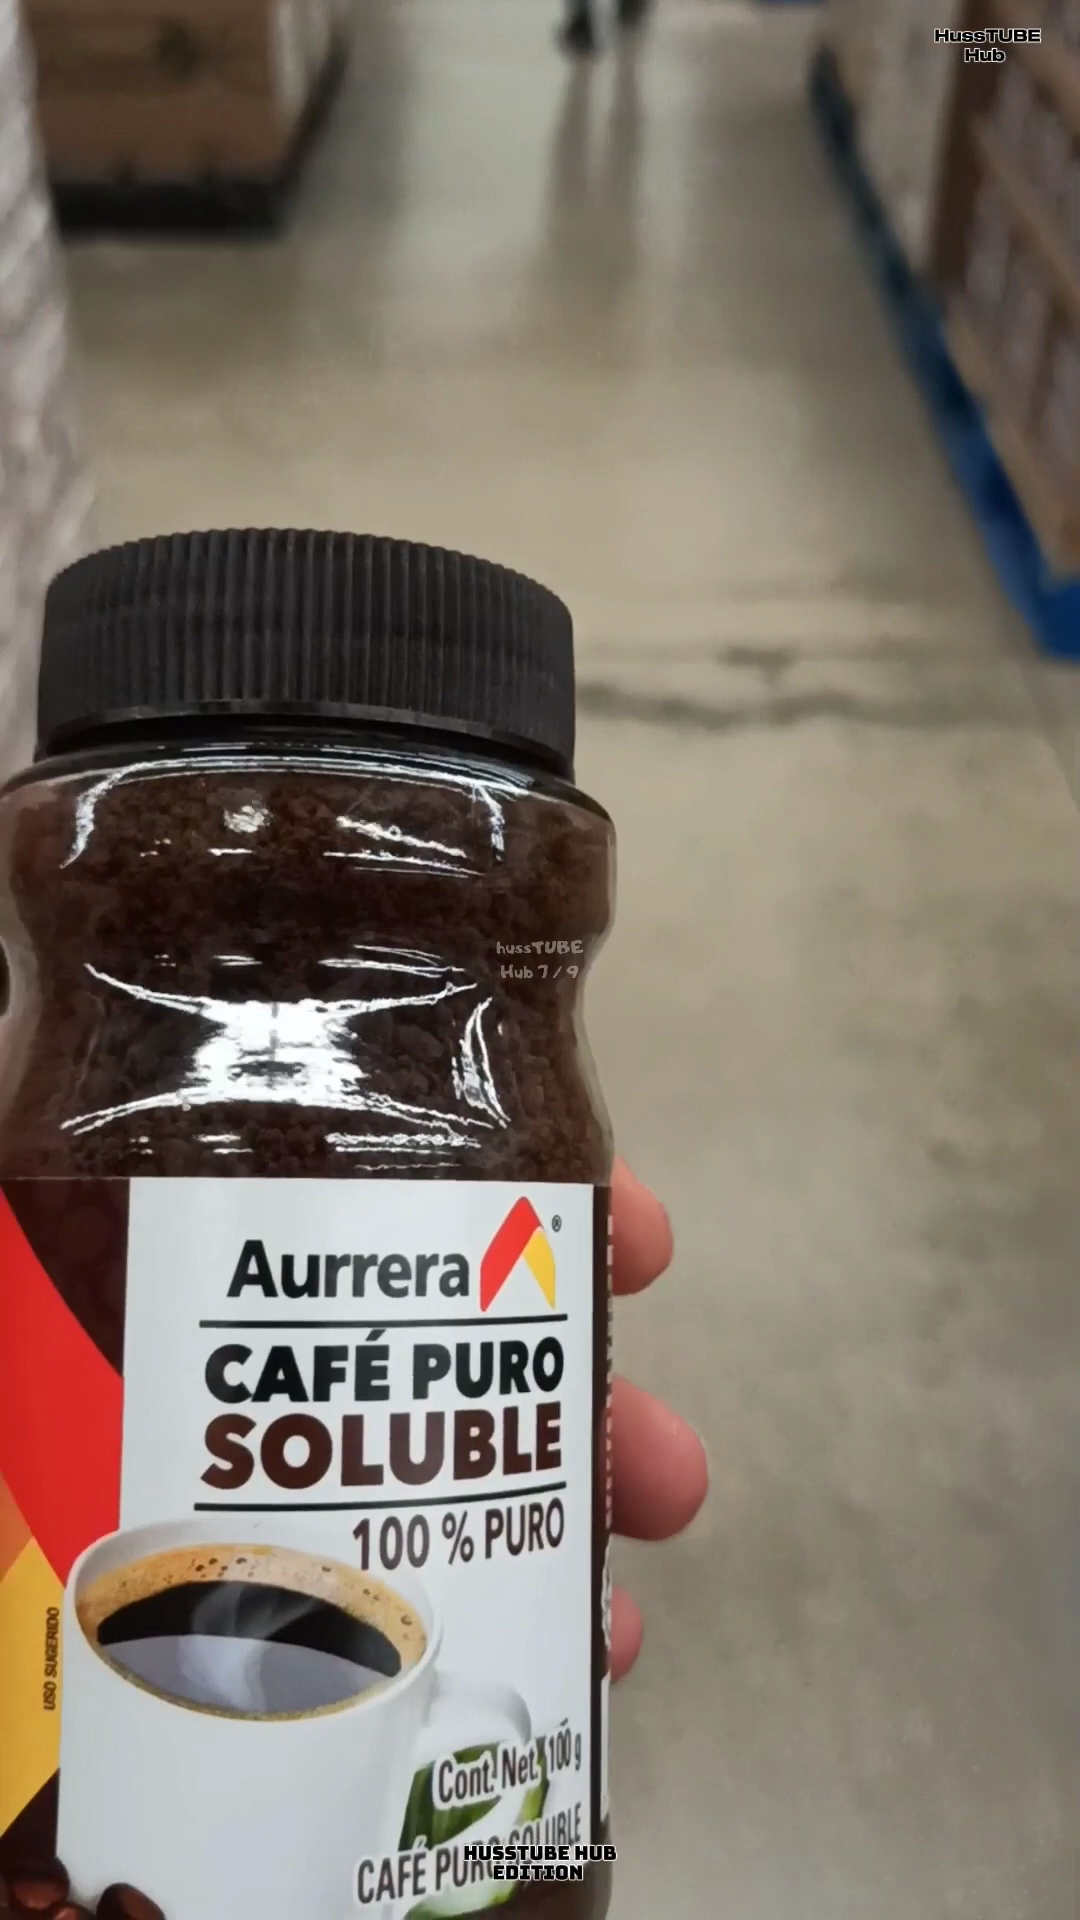 HussTUBE
Hub
hussTUBE
Hub 7/9
Aurrera ®
CAFÉ PURO
SOLUBLE
100 % PURO
USO SUGERIDO
Cont. Net. 100 g
CAFÉ PURO SOLUBLE
HUSSTUBE HUB
EDITION